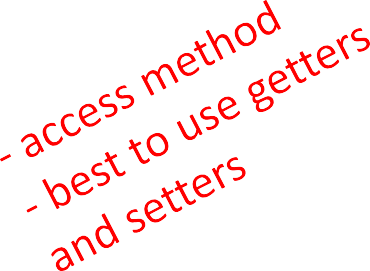 - access method
- best to use getters
and setters